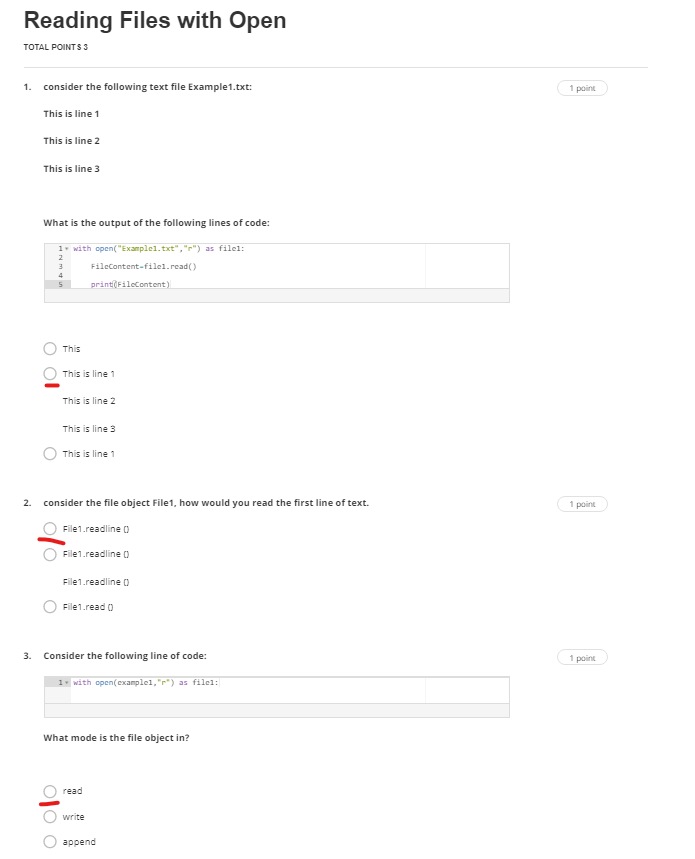 Reading Files with Open
TOTAL POINTS 3
1. consider the following text file Example1.txt:
1 point
This is line 1
This is line 2
This is line 3
What is the output of the following lines of code:
1 with open("Example1.txt","r") as file1:
2
3 FileContent=file1.read()
4
5 print(FileContent)
This
This is line 1
This is line 2
This is line 3
This is line 1
2. consider the file object File1, how would you read the first line of text.
1 point
File1.readline ()
File1.readline ()
File1.readline ()
File1.read ()
3. Consider the following line of code:
1 point
1 with open(example1,"r") as file1:
What mode is the file object in?
read
write
append